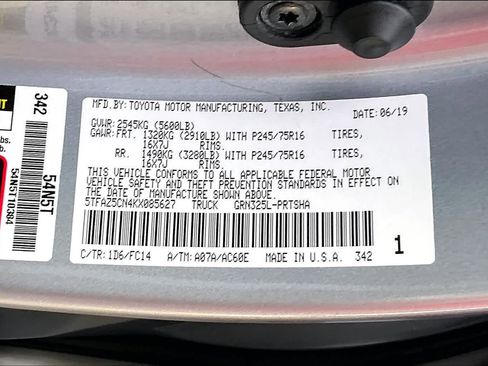 MFD.BY:TOYOTA MOTOR MANUFACTURING, TEXAS, INC.
DATE:06/19
GVWR:2545KG (5600LB)
GAWR:FRT. 1320KG (2910LB) WITH P245/75R16 TIRES,
16X7J RIMS.
RR. 1490KG (3280LB) WITH P245/75R16 TIRES,
16X7J RIMS.
THIS VEHICLE CONFORMS TO ALL APPLICABLE FEDERAL MOTOR
VEHICLE SAFETY AND THEFT PREVENTION STANDARDS IN EFFECT ON
THE DATE OF MANUFACTURE SHOWN ABOVE.
5TFAZ5CN4KX085627 TRUCK GRN325L-PRTSHA
C/TR:1D6/FC14 A/TM:A07A/AC60E MADE IN U.S.A. 342
1
342
54N5T